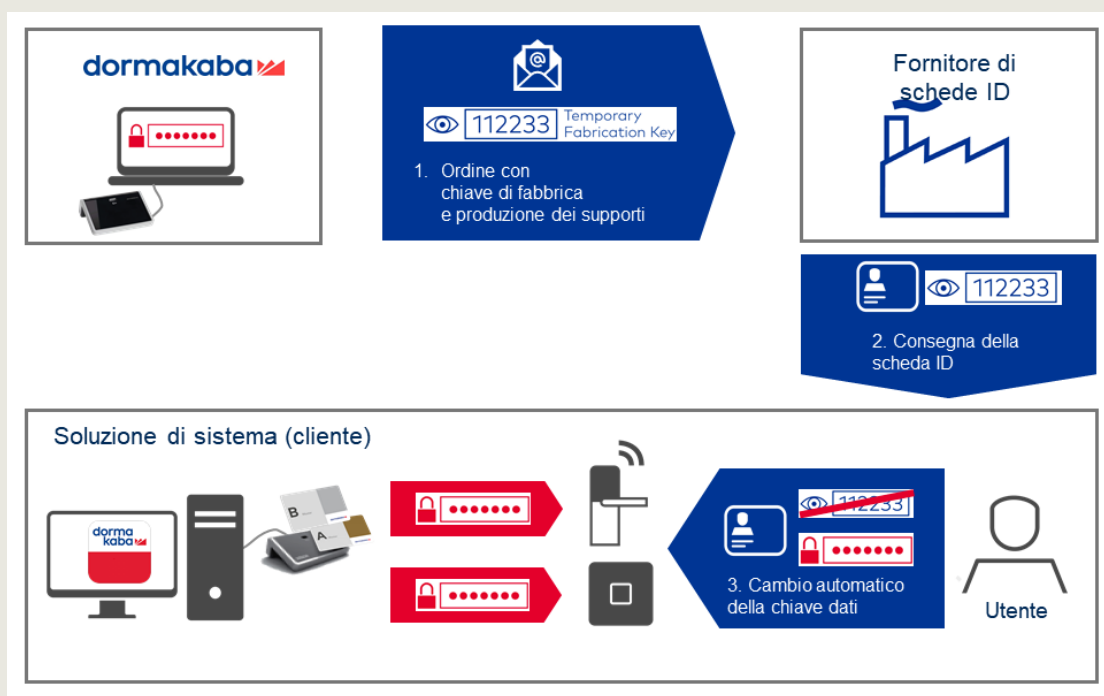 dormakaba
@
112233
Temporary
Fabrication Key
1. Ordine con
chiave di fabbrica
e produzione dei supporti
Fornitore di
schede ID
112233
2. Consegna della
scheda ID
Soluzione di sistema (cliente)
dorma
kaba
B
A
112233
3. Cambio automatico
della chiave dati
Utente